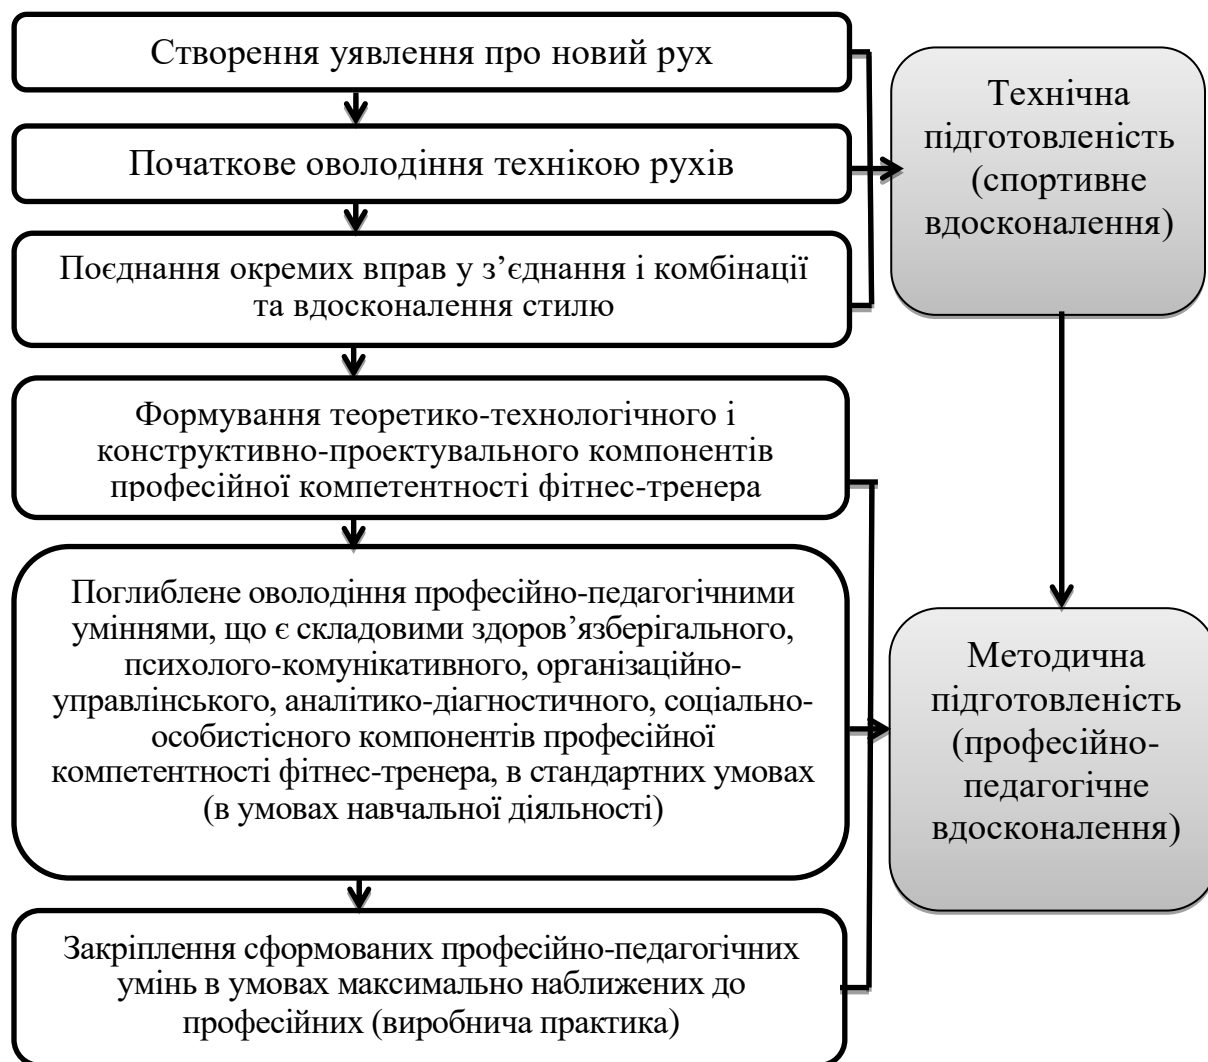 Створення уявлення про новий рух
Початкове оволодіння технікою рухів
Поєднання окремих вправ у з’єднання і комбінації
та вдосконалення стилю
Технічна
підготовленість
(спортивне
вдосконалення)
Формування теоретико-технологічного і
конструктивно-проектувального компонентів
професійної компетентності фітнес-тренера
Поглиблене оволодіння професійно-педагогічними
уміннями, що є складовими здоров’язберігального,
психолого-комунікативного, організаційно-
управлінського, аналітико-діагностичного, соціально-
особистісного компонентів професійної
компетентності фітнес-тренера, в стандартних умовах
(в умовах навчальної діяльності)
Закріплення сформованих професійно-педагогічних
умінь в умовах максимально наближених до
професійних (виробнича практика)
Методична
підготовленість
(професійно-
педагогічне
вдосконалення)